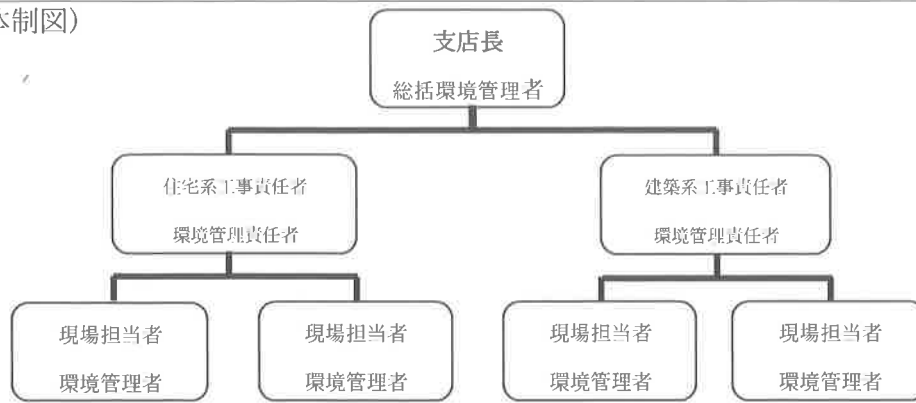 体制図)
支店長
総括環境管理者
住宅系工事責任者
環境管理責任者
建築系工事責任者
環境管理責任者
現場担当者
環境管理者
現場担当者
環境管理者
現場担当者
環境管理者
現場担当者
環境管理者